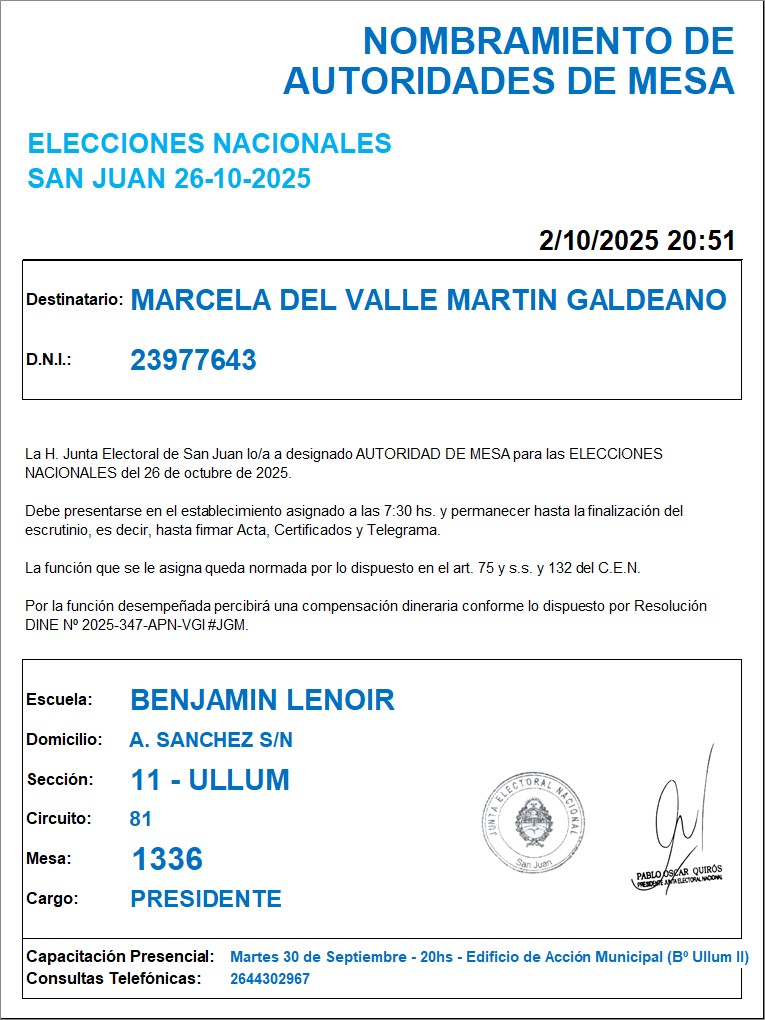 NOMBRAMIENTO DE
AUTORIDADES DE MESA
ELECCIONES NACIONALES
SAN JUAN 26-10-2025
2/10/2025 20:51
Destinatario: MARCELA DEL VALLE MARTIN GALDEANO
D.N.I.: 23977643
La H. Junta Electoral de San Juan lo/a a designado AUTORIDAD DE MESA para las ELECCIONES
NACIONALES del 26 de octubre de 2025.
Debe presentarse en el establecimiento asignado a las 7:30 hs. y permanecer hasta la finalización del
escrutinio, es decir, hasta firmar Acta, Certificados y Telegrama.
La función que se le asigna queda normada por lo dispuesto en el art. 75 y s.s. y 132 del C.E.N.
Por la función desempeñada percibirá una compensación dineraria conforme lo dispuesto por Resolución
DINE Nº 2025-347-APN-VGI#JGM.
Escuela: BENJAMIN LENOIR
Domicilio: A. SANCHEZ S/N
Sección: 11 - ULLUM
Circuito: 81
Mesa: 1336
Cargo: PRESIDENTE
JUNTA ELECTORAL NACIONAL
San Juan
PABLO OSCAR QUIRÓS
PRESIDENTE JUNTA ELECTORAL NACIONAL
Capacitación Presencial: Martes 30 de Septiembre - 20hs - Edificio de Acción Municipal (Bº Ullum II)
Consultas Telefónicas: 2644302967